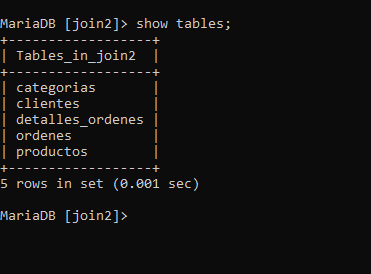 MariaDB [join2]> show tables;
+------------------+
| Tables_in_join2  |
+------------------+
| categorias       |
| clientes         |
| detalles_ordenes |
| ordenes          |
| productos        |
+------------------+
5 rows in set (0.001 sec)
MariaDB [join2]>